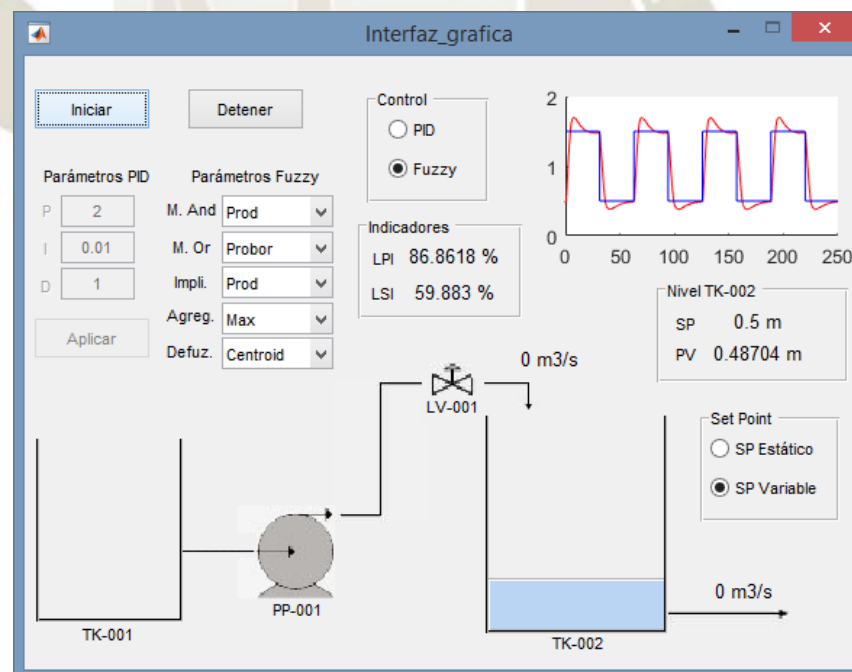 Interfaz_grafica
Iniciar
Detener
Control
PID
Fuzzy
2
1
0
0 50 100 150 200 250
Parámetros PID
P 2
I 0.01
D 1
Aplicar
Parámetros Fuzzy
M. And Prod
M. Or Probor
Impli. Prod
Agreg. Max
Defuz. Centroid
Indicadores
LPI 86.8618 %
LSI 59.883 %
Nivel TK-002
SP 0.5 m
PV 0.48704 m
0 m3/s
LV-001
Set Point
SP Estático
SP Variable
PP-001
TK-001
0 m3/s
TK-002